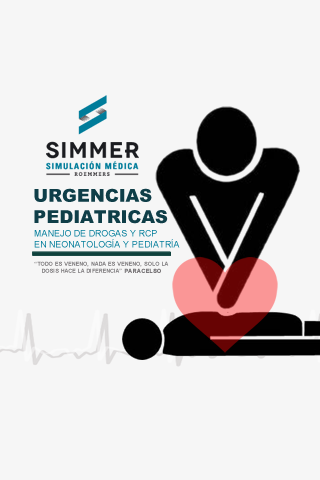 SIMMER
SIMULACIÓN MÉDICA
ROEMMERS
URGENCIAS
PEDIATRICAS
MANEJO DE DROGAS Y RCP
EN NEONATOLOGÍA Y PEDIATRÍA
"TODO ES VENENO, NADA ES VENENO, SOLO LA
DOSIS HACE LA DIFERENCIA" PARACELSO